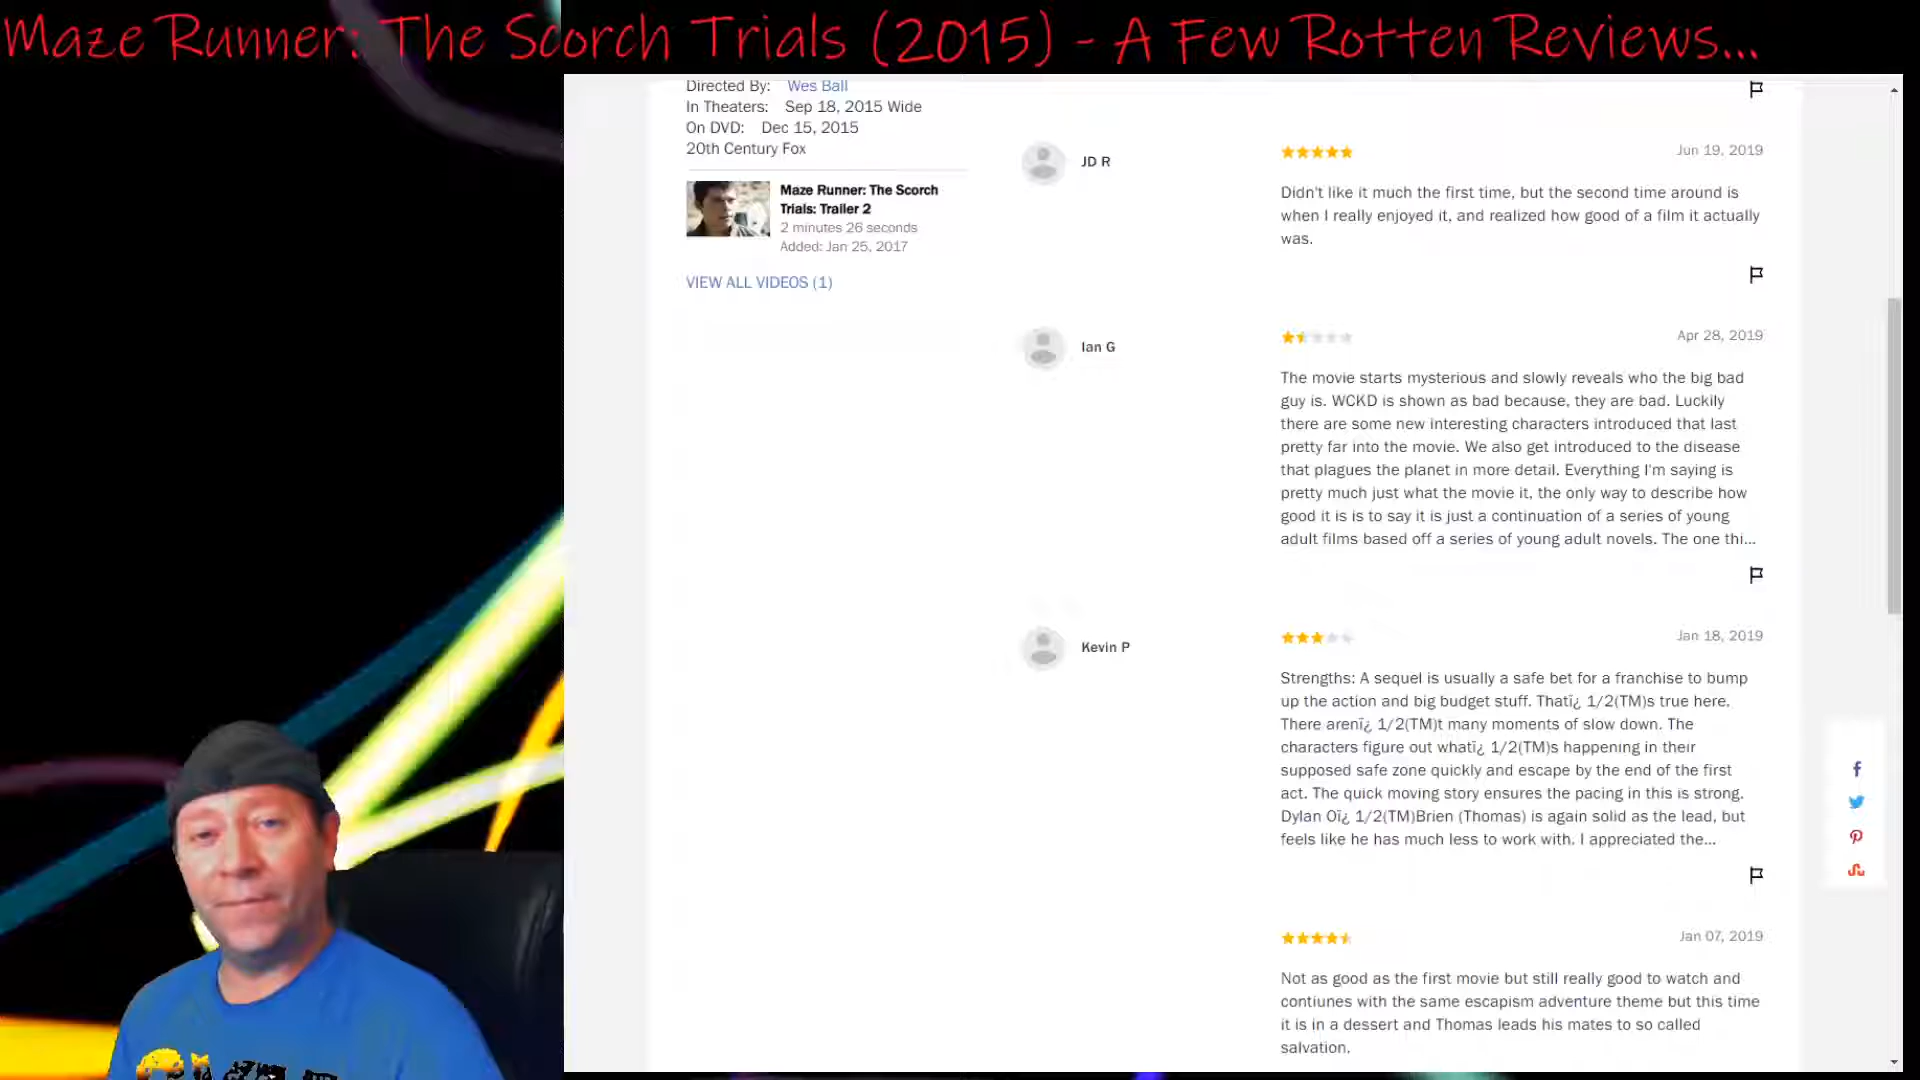 Maze Runner: The Scorch Trials (2015) - A Few Rotten Reviews...
Directed By: Wes Ball
In Theaters: Sep 18, 2015 Wide
On DVD: Dec 15, 2015
20th Century Fox
Maze Runner: The Scorch
Trials: Trailer 2
2 minutes 26 seconds
Added: Jan 25, 2017
VIEW ALL VIDEOS (1)
JD R
Jun 19, 2019
Didn't like it much the first time, but the second time around is
when I really enjoyed it, and realized how good of a film it actually
was.
Ian G
Apr 28, 2019
The movie starts mysterious and slowly reveals who the big bad
guy is. WCKD is shown as bad because, they are bad. Luckily
there are some new interesting characters introduced that last
pretty far into the movie. We also get introduced to the disease
that plagues the planet in more detail. Everything I'm saying is
pretty much just what the movie it, the only way to describe how
good it is is to say it is just a continuation of a series of young
adult films based off a series of young adult novels. The one thi...
Kevin P
Jan 18, 2019
Strengths: A sequel is usually a safe bet for a franchise to bump
up the action and big budget stuff. Thatï¿ 1/2(TM)s true here.
There arenï¿ 1/2(TM)t many moments of slow down. The
characters figure out whatï¿ 1/2(TM)s happening in their
supposed safe zone quickly and escape by the end of the first
act. The quick moving story ensures the pacing in this is strong.
Dylan Oï¿ 1/2(TM)Brien (Thomas) is again solid as the lead, but
feels like he has much less to work with. I appreciated the...
Jan 07, 2019
Not as good as the first movie but still really good to watch and
contiunes with the same escapism adventure theme but this time
it is in a dessert and Thomas leads his mates to so called
salvation.